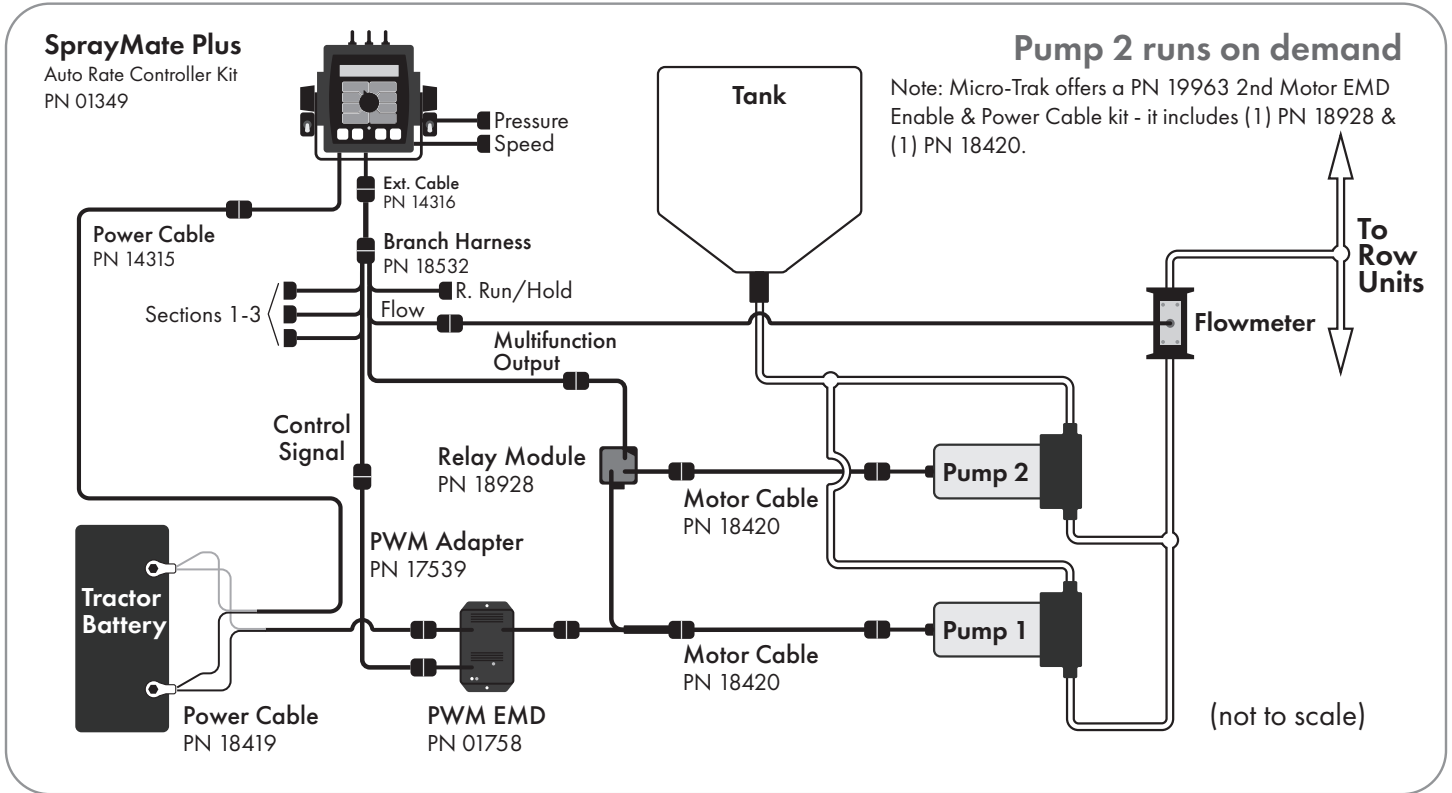 SprayMate Plus
Auto Rate Controller Kit
PN 01349
Pump 2 runs on demand
Note: Micro-Trak offers a PN 19963 2nd Motor EMD
Enable & Power Cable kit - it includes (1) PN 18928 &
(1) PN 18420.
Tank
Pressure
Speed
Ext. Cable
PN 14316
Power Cable
PN 14315
Branch Harness
PN 18532
Sections 1-3
R. Run/Hold
Flow
Multifunction
Output
To
Row
Units
Flowmeter
Control
Signal
Relay Module
PN 18928
Motor Cable
PN 18420
Pump 2
PWM Adapter
PN 17539
Tractor
Battery
Power Cable
PN 18419
PWM EMD
PN 01758
Motor Cable
PN 18420
Pump 1
(not to scale)